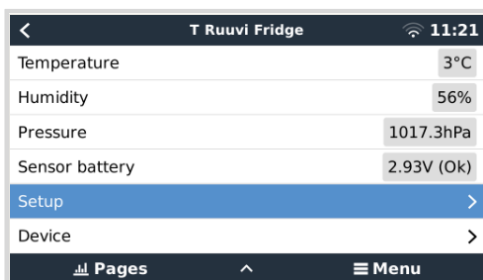 T Ruuvi Fridge 11:21
Temperature 3°C
Humidity 56%
Pressure 1017.3hPa
Sensor battery 2.93V (Ok)
Setup
Device
Pages Menu